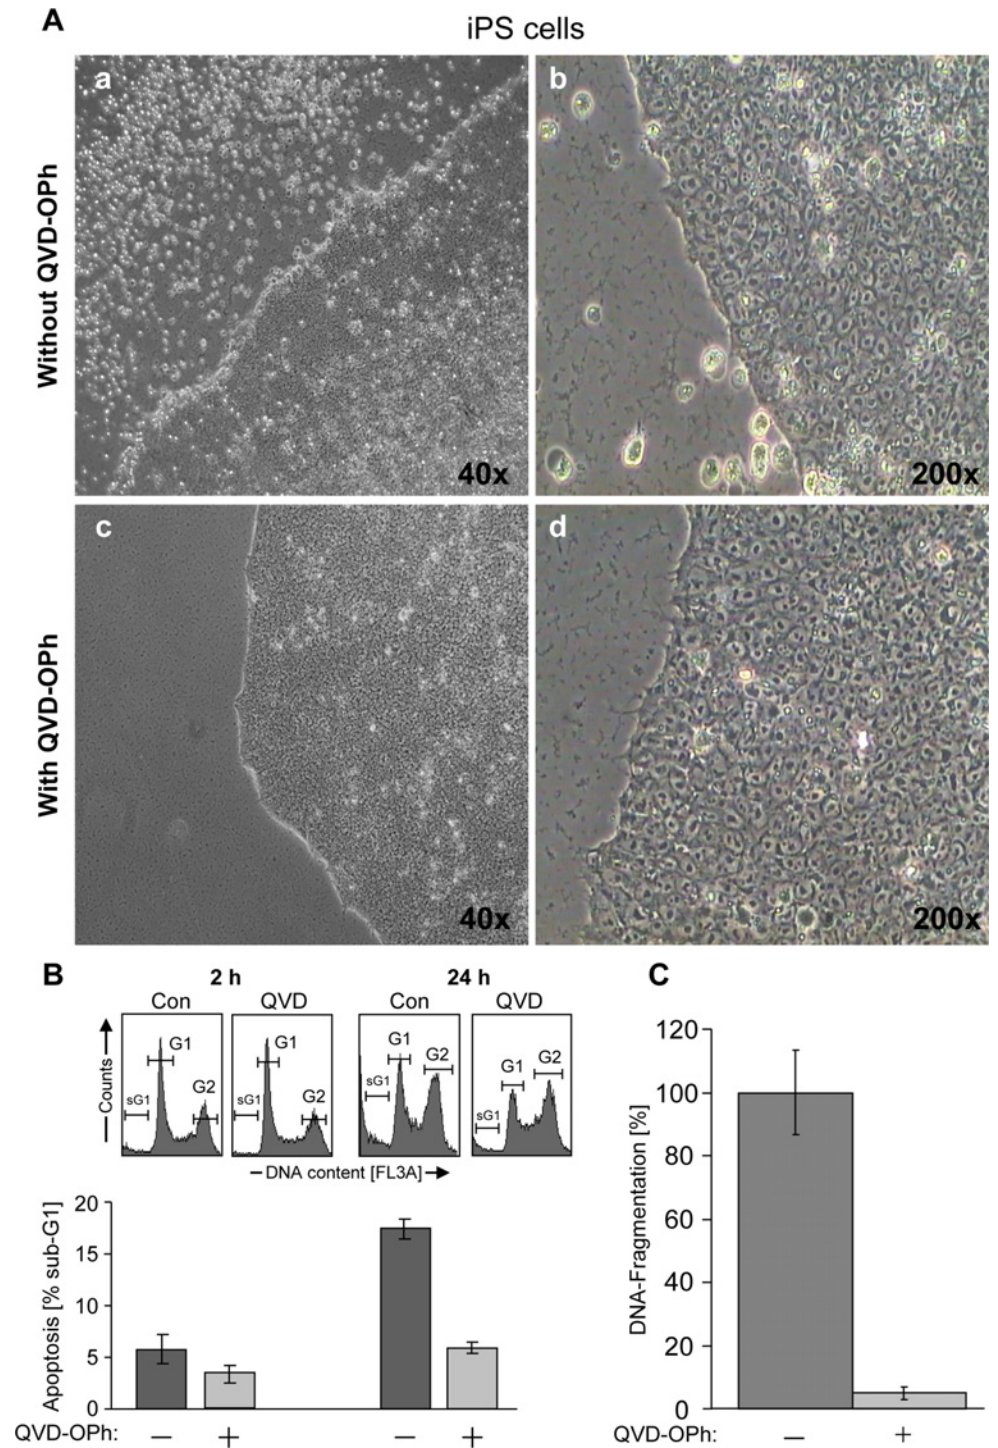 A
iPS cells
Without QVD-OPh
a
40x
b
200x
With QVD-OPh
c
40x
d
200x
B
2 h
24 h
Con
QVD
Con
QVD
Counts
sG1
G1
G2
sG1
G1
G2
sG1
G1
G2
sG1
G1
G2
DNA content [FL3A]
Apoptosis [% sub-G1]
20
15
10
5
0
QVD-OPh: − + − +
C
DNA-Fragmentation [%]
120
100
80
60
40
20
0
QVD-OPh: − +